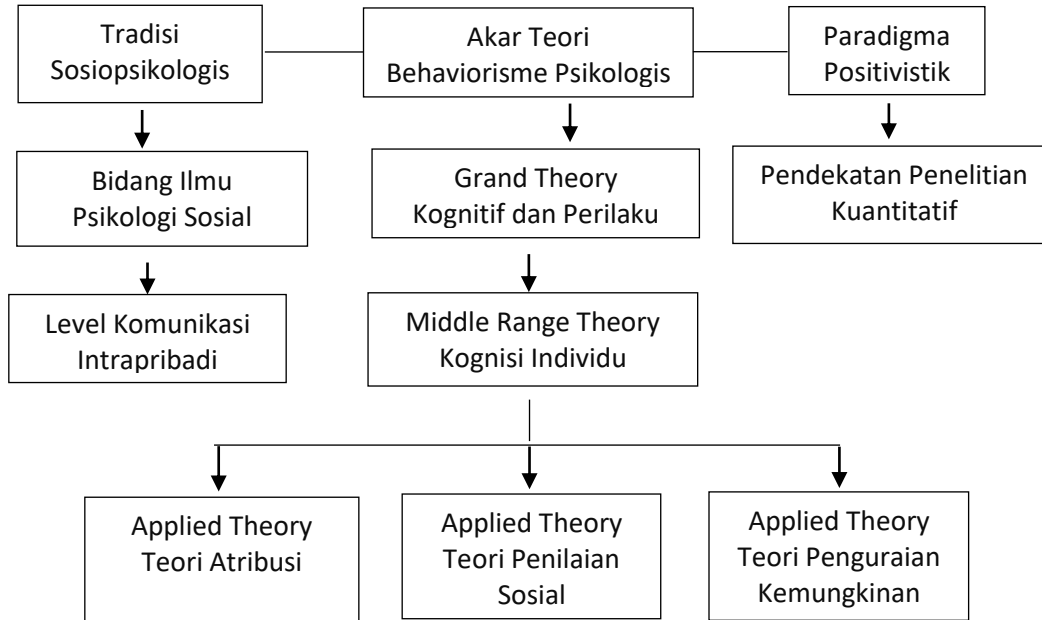 Tradisi
Sosiopsikologis
Akar Teori
Behaviorisme Psikologis
Paradigma
Positivistik
Bidang Ilmu
Psikologi Sosial
Grand Theory
Kognitif dan Perilaku
Pendekatan Penelitian
Kuantitatif
Level Komunikasi
Intrapribadi
Middle Range Theory
Kognisi Individu
Applied Theory
Teori Atribusi
Applied Theory
Teori Penilaian
Sosial
Applied Theory
Teori Penguraian
Kemungkinan